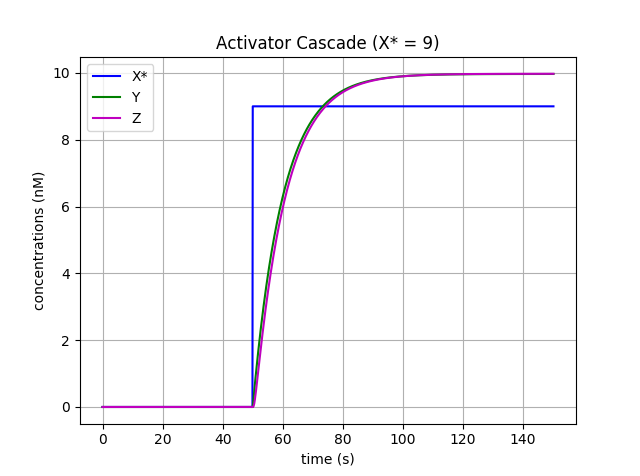 Activator Cascade (X* = 9)
X*
Y
Z
concentrations (nM)
10
8
6
4
2
0
0 20 40 60 80 100 120 140
time (s)